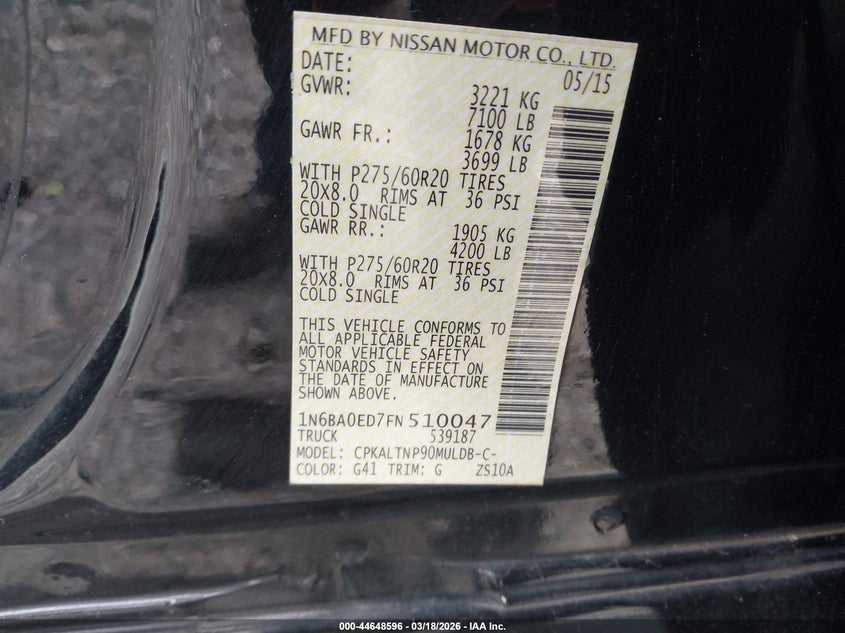 MFD BY NISSAN MOTOR CO., LTD.
DATE: 05/15
GVWR: 3221 KG
7100 LB
GAWR FR.: 1678 KG
3699 LB
WITH P275/60R20 TIRES
20X8.0 RIMS AT 36 PSI
COLD SINGLE
GAWR RR.: 1905 KG
4200 LB
WITH P275/60R20 TIRES
20X8.0 RIMS AT 36 PSI
COLD SINGLE
THIS VEHICLE CONFORMS TO
ALL APPLICABLE FEDERAL
MOTOR VEHICLE SAFETY
STANDARDS IN EFFECT ON
THE DATE OF MANUFACTURE
SHOWN ABOVE.
1N6BA0ED7FN510047
TRUCK 539187
MODEL: CPKALTNP90MULDB-C-
COLOR: G41 TRIM: G ZS10A
000-44648596 - 03/18/2026 - IAA Inc.